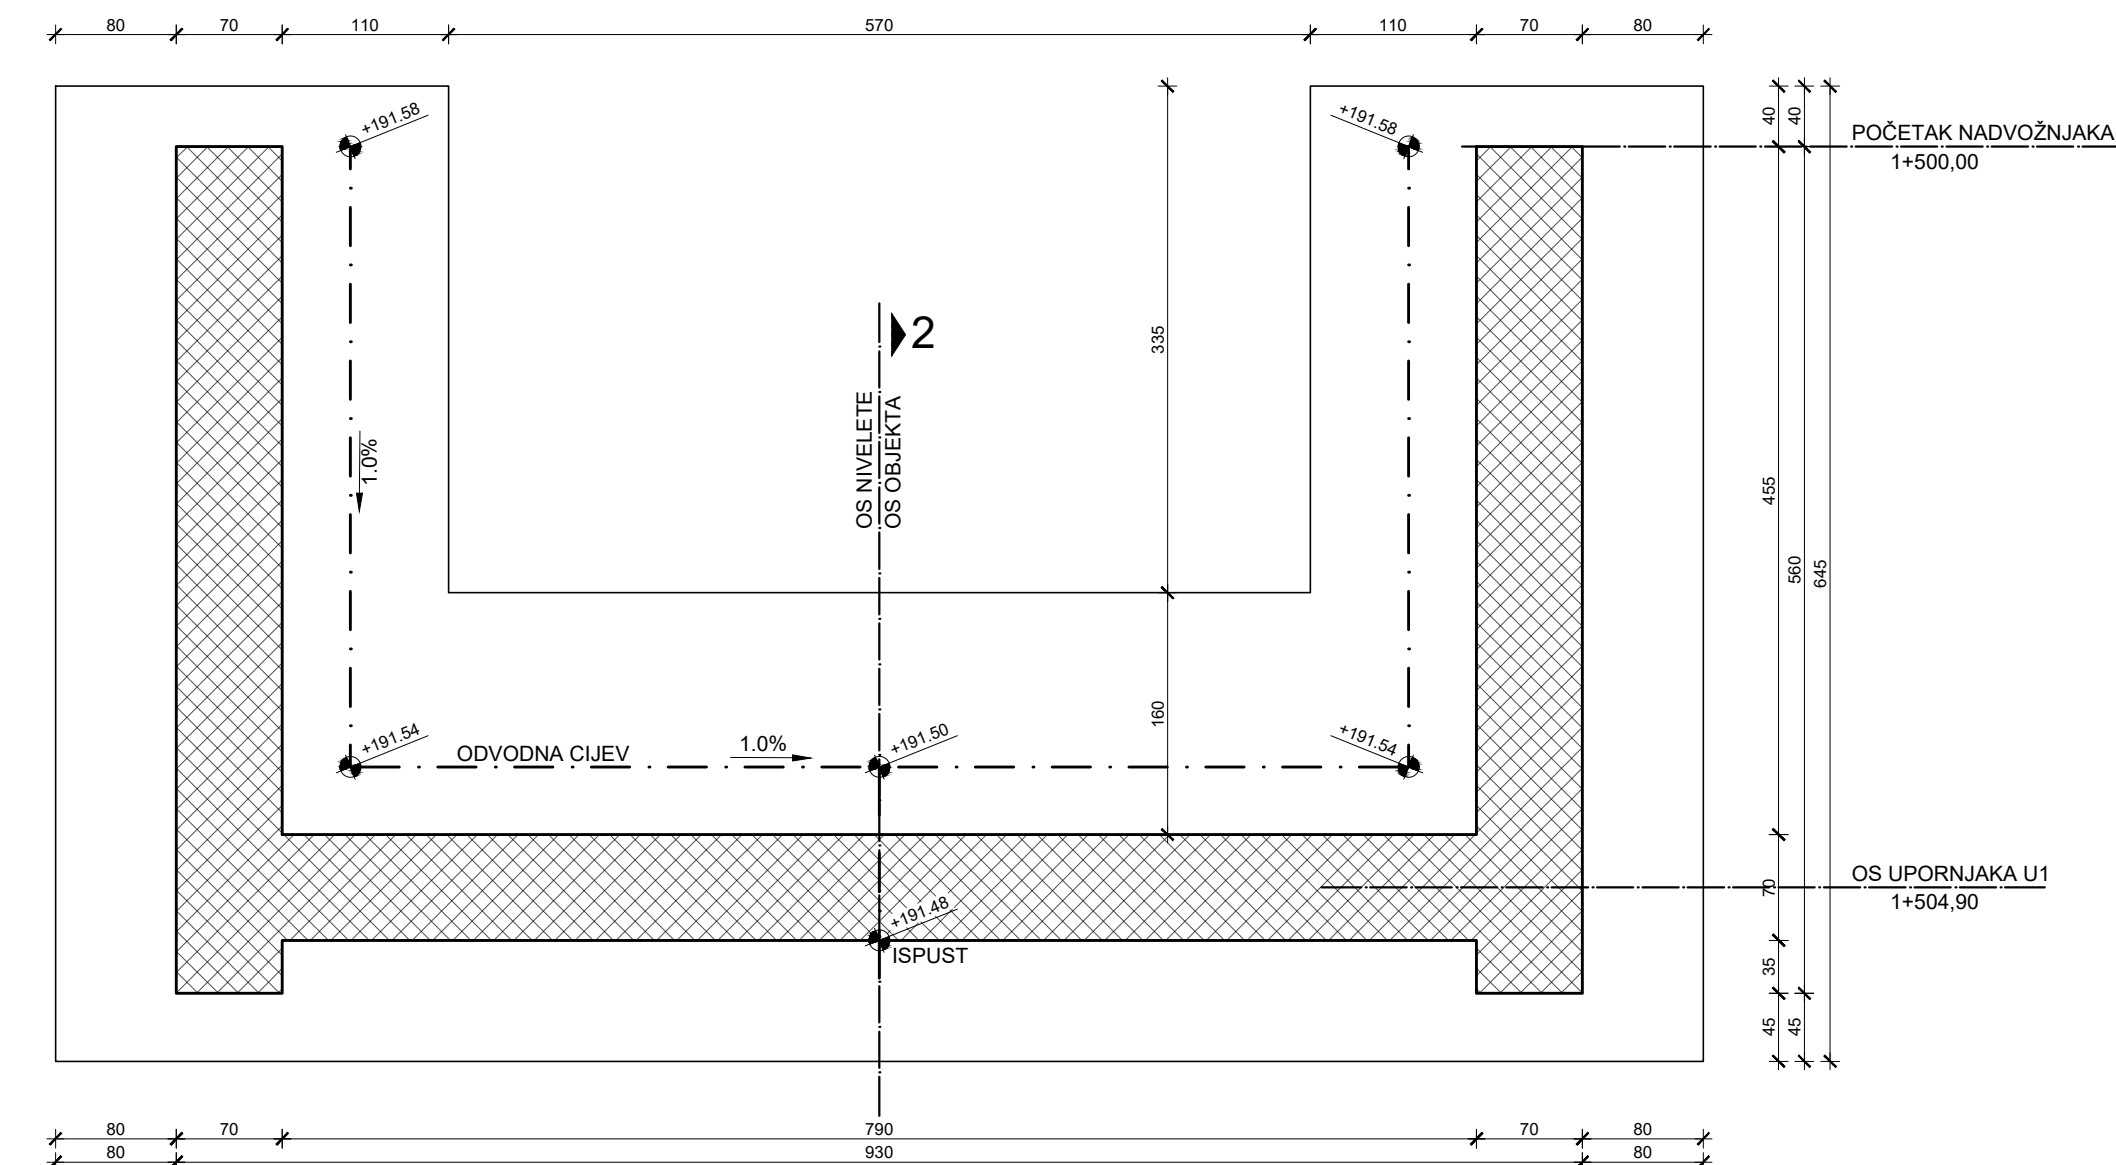 80 70 110 570 110 70 80
+191.58
+191.58
40
40
POČETAK NADVOŽNJAKA
1+500,00
2
335
OS NIVELETE
OS OBJEKTA
1.0%
455
560
645
160
+191.54
ODVODNA CIJEV
1.0%
+191.50
+191.54
70
OS UPORNJAKA U1
1+504,90
+191.48
ISPUST
35
45
45
80 70 790 70 80
80 930 80